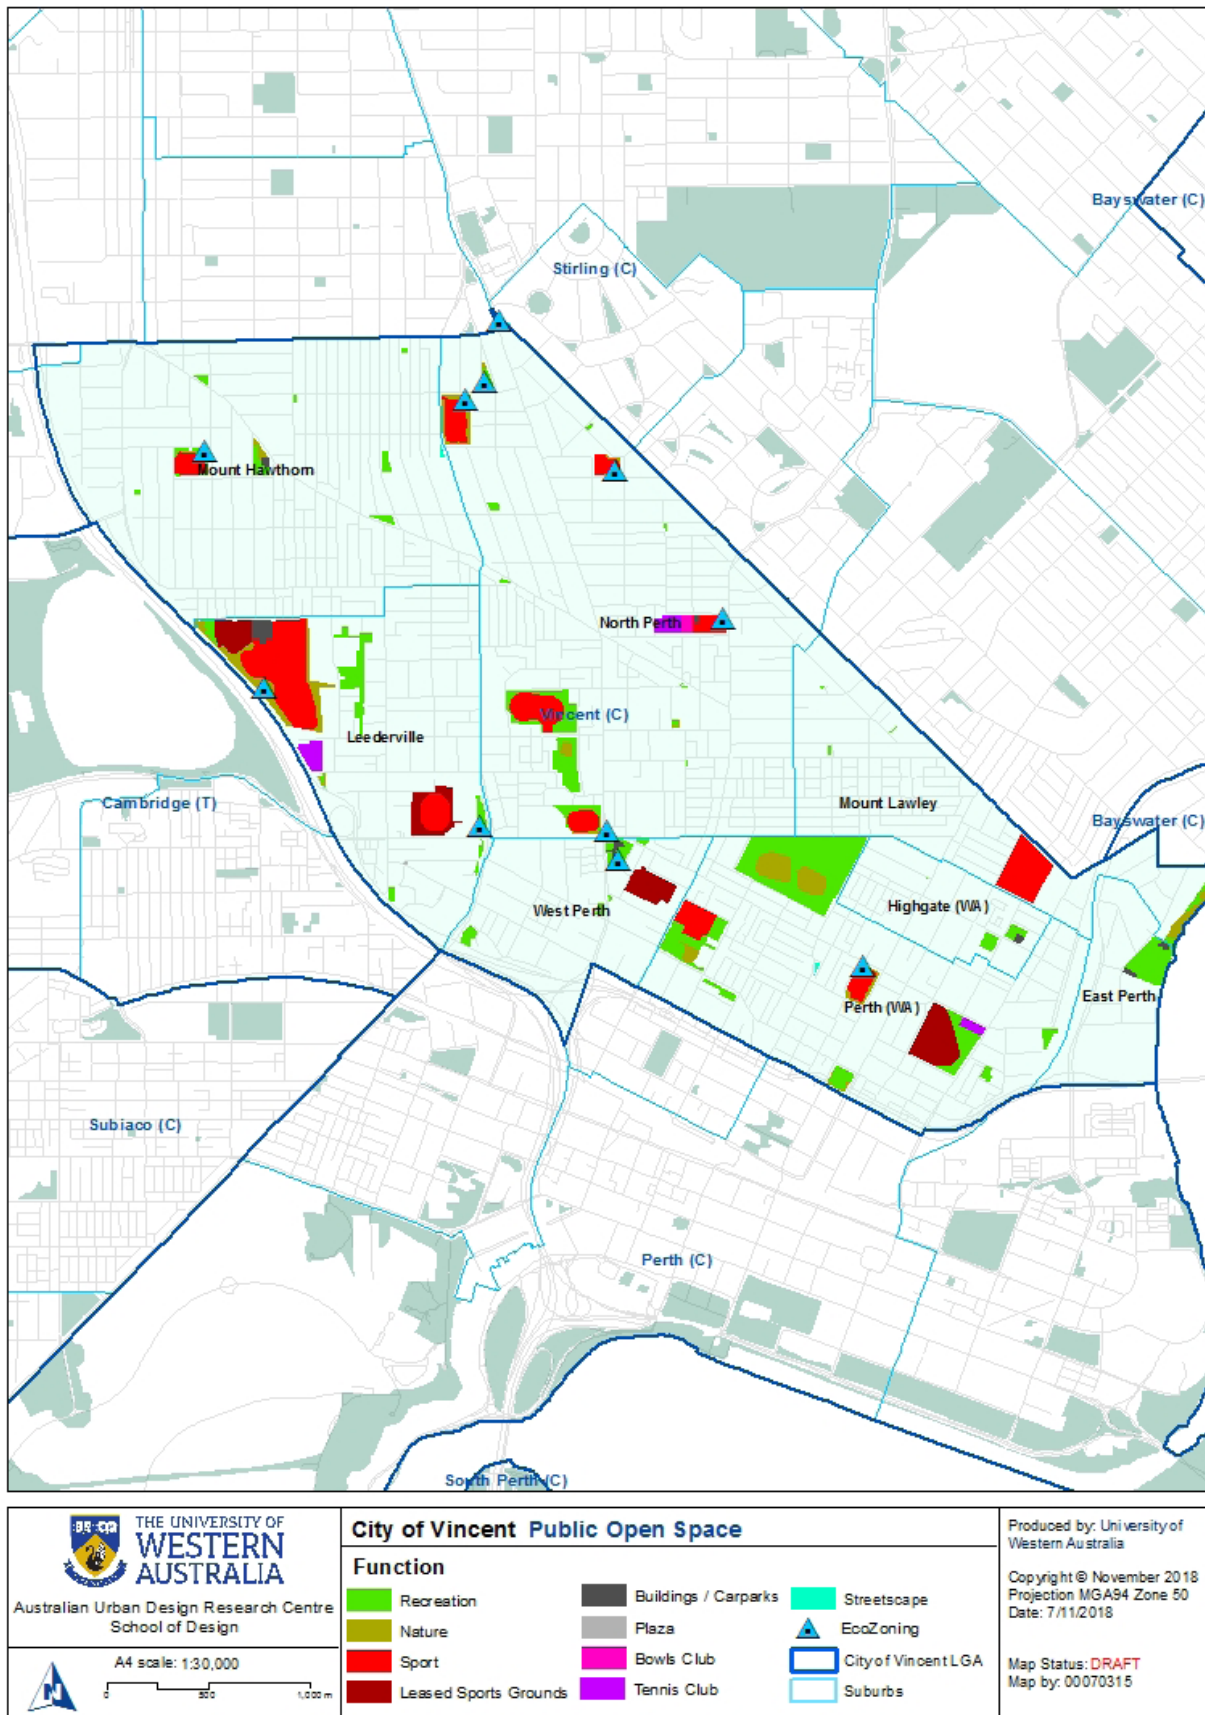 Bayswater (C)
Stirling (C)
Mount Hawthorn
North Perth
Vincent (C)
Leederville
Cambridge (T)
Mount Lawley
Bayswater (C)
Highgate (WA)
West Perth
East Perth
Perth (WA)
Subiaco (C)
Perth (C)
South Perth (C)
THE UNIVERSITY OF
WESTERN
AUSTRALIA
Australian Urban Design Research Centre
School of Design
A4 scale: 1:30,000
N
0 500 1,000 m
City of Vincent Public Open Space
Function
Recreation
Nature
Sport
Leased Sports Grounds
Buildings / Carparks
Plaza
Bowls Club
Tennis Club
Streetscape
EcoZoning
City of Vincent LGA
Suburbs
Produced by: University of
Western Australia
Copyright © November 2018
Projection MGA94 Zone 50
Date: 7/11/2018
Map Status: DRAFT
Map by: 00070315